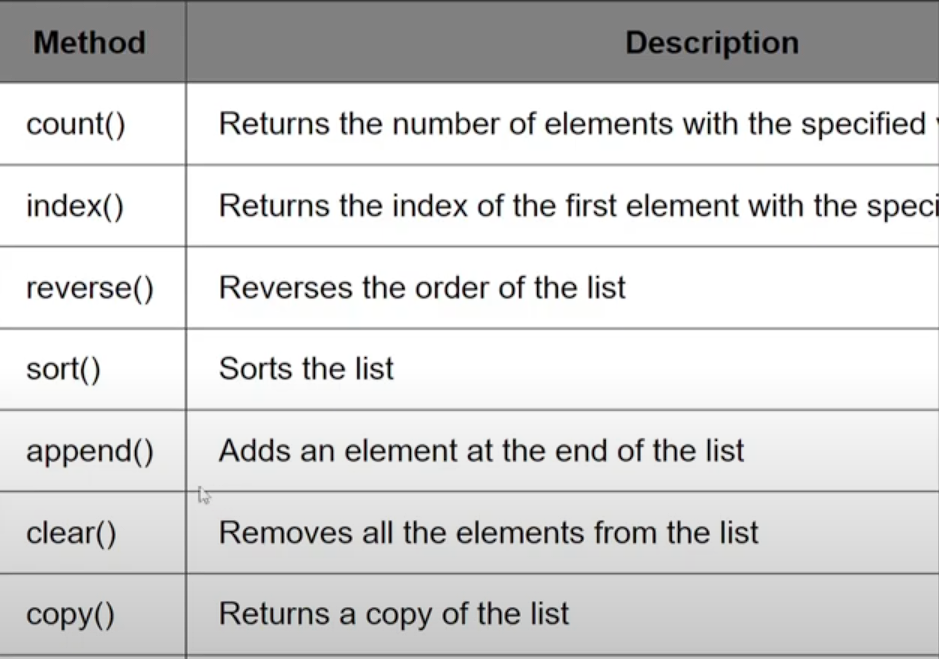 Method Description
count() Returns the number of elements with the specified
index() Returns the index of the first element with the
reverse() Reverses the order of the list
sort() Sorts the list
append() Adds an element at the end of the list
clear() Removes all the elements from the list
copy() Returns a copy of the list